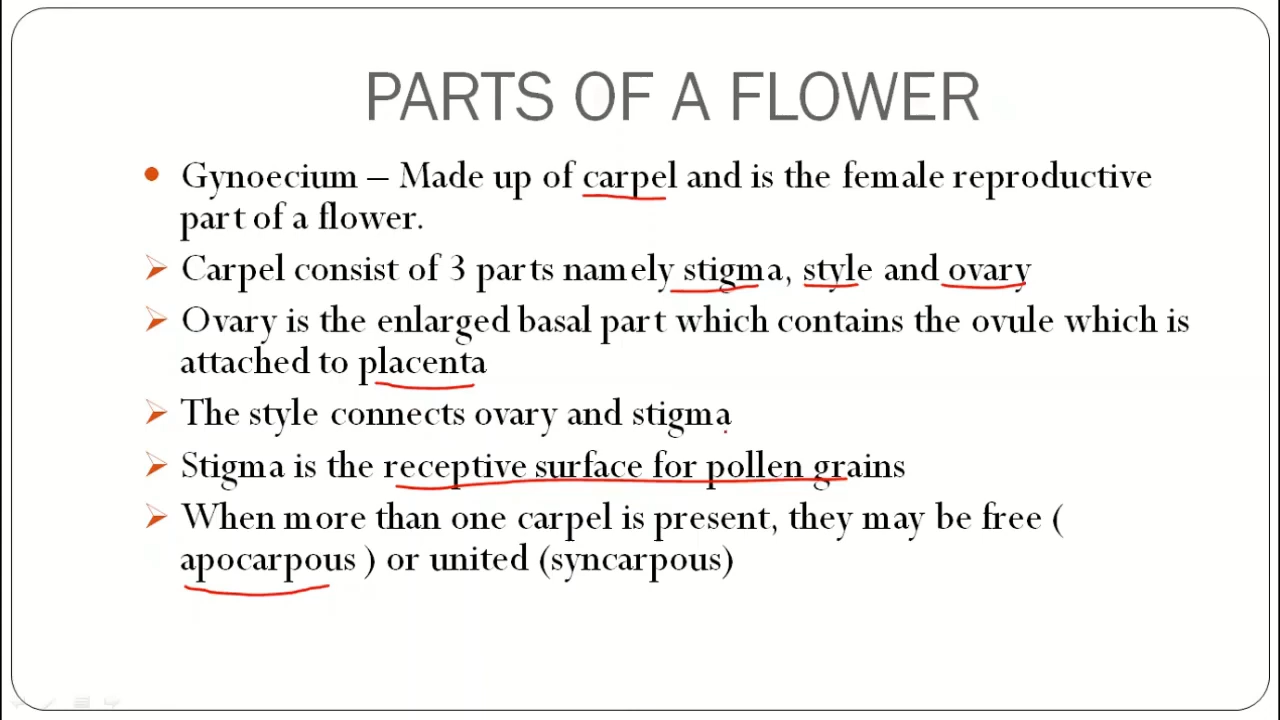 PARTS OF A FLOWER
• Gynoecium – Made up of carpel and is the female reproductive
part of a flower.
➢ Carpel consist of 3 parts namely stigma, style and ovary
➢ Ovary is the enlarged basal part which contains the ovule which is
attached to placenta
➢ The style connects ovary and stigma
➢ Stigma is the receptive surface for pollen grains
➢ When more than one carpel is present, they may be free (
apocarpous ) or united (syncarpous)